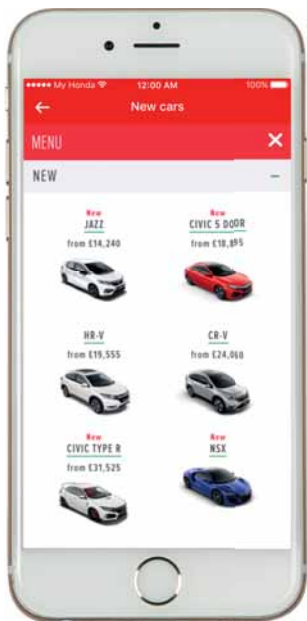 My Honda 12:00 AM 100%
New cars
MENU
NEW
New New
JAZZ CIVIC 5 DOOR
from £14,240 from £18,895
HR-V CR-V
from £19,555 from £24,060
New New
CIVIC TYPE R NSX
from £31,525